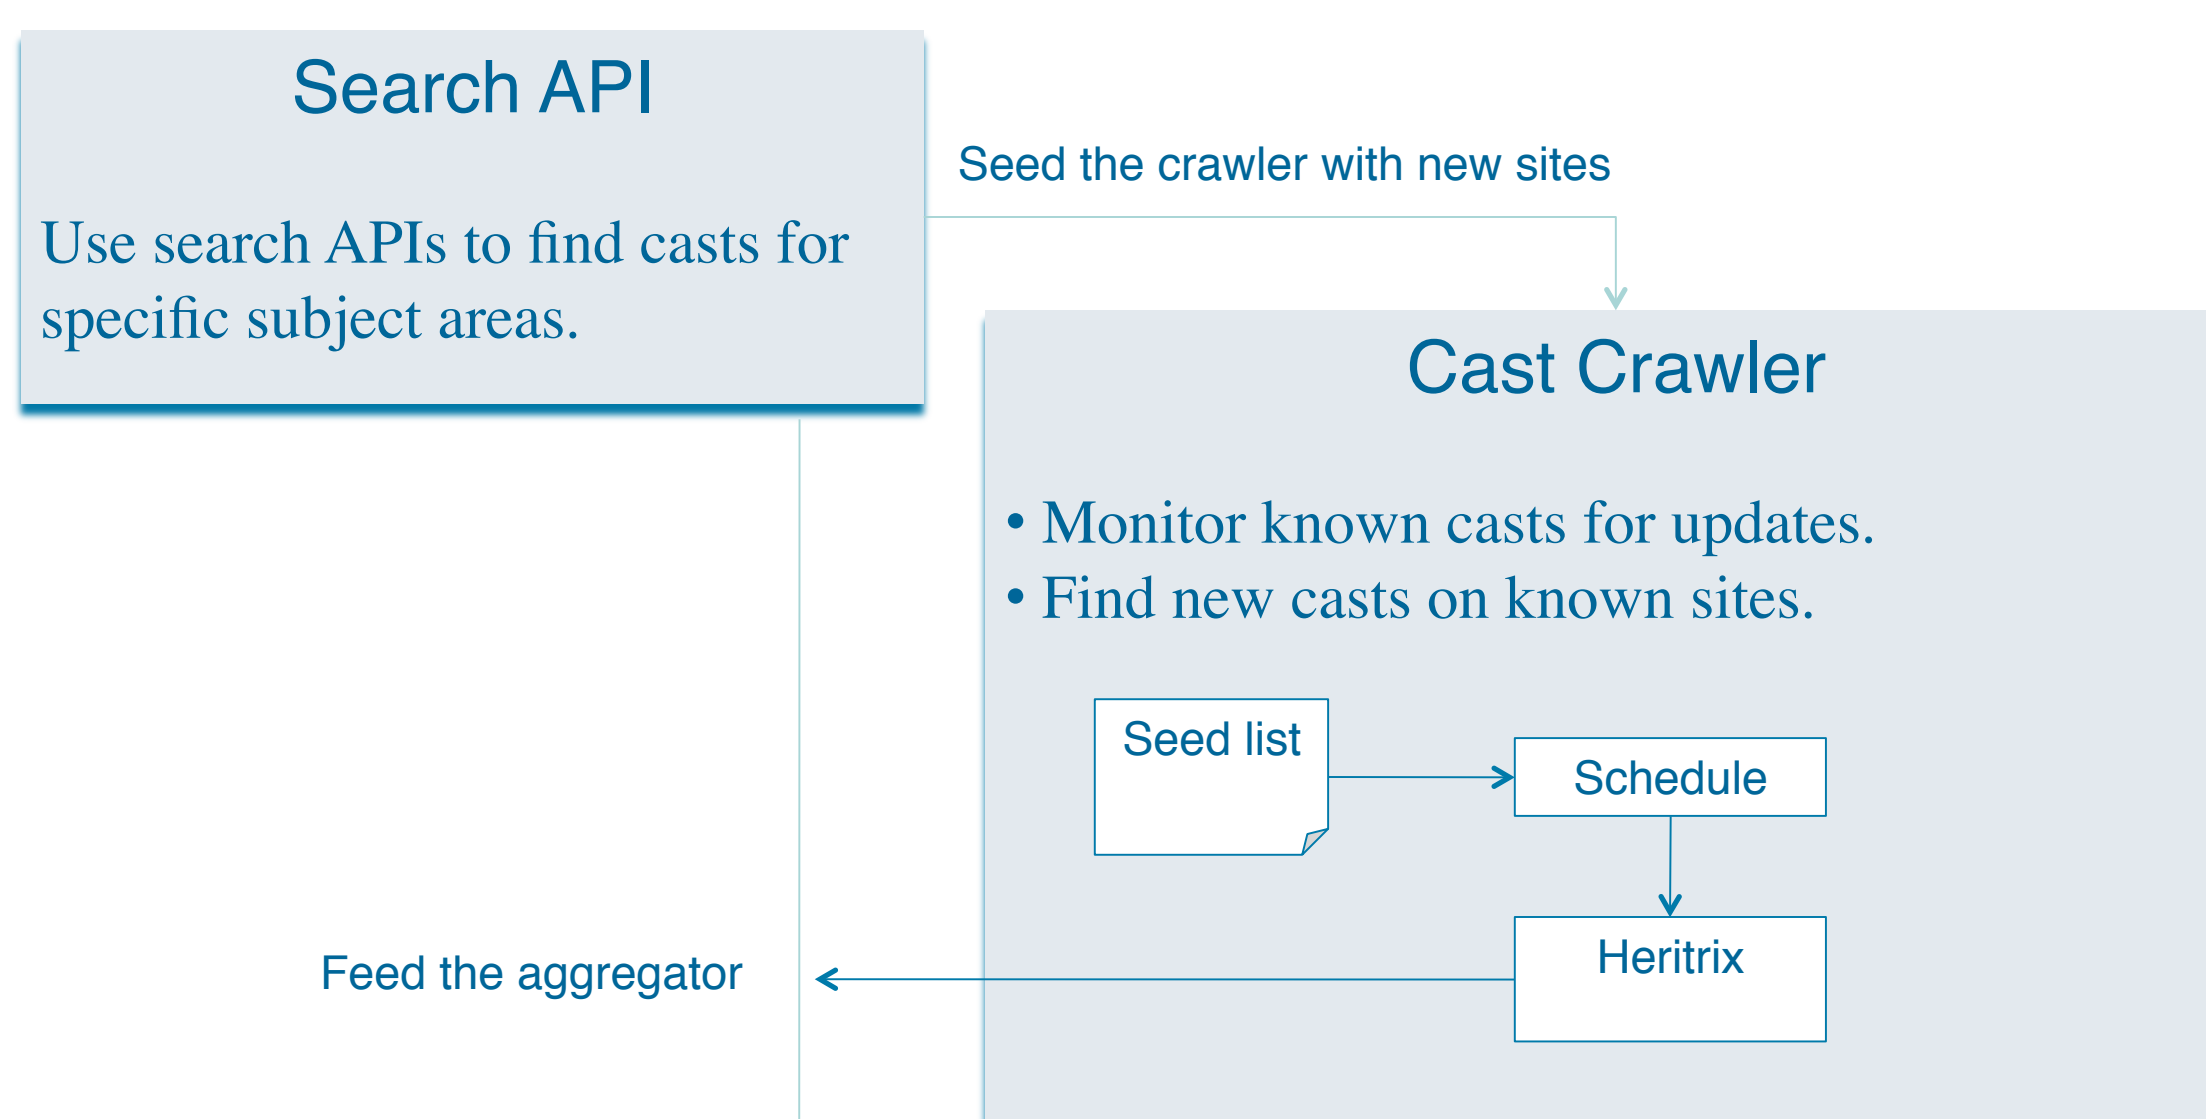 Search API
Use search APIs to find casts for
specific subject areas.
Seed the crawler with new sites
Cast Crawler
• Monitor known casts for updates.
• Find new casts on known sites.
Seed list
Schedule
Heritrix
Feed the aggregator